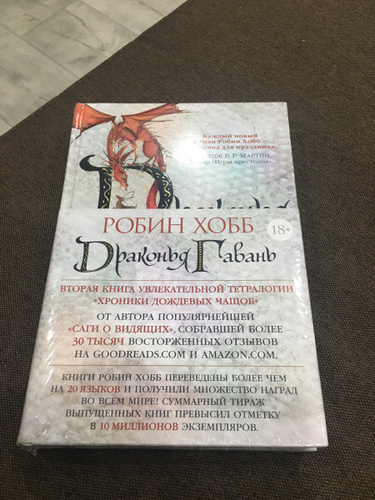 Каждый новый
роман Робин Хобб –
повод для праздника.
Дж Р. Р. Мартин,
«Игры престолов»
РОБИН ХОББ
18+
Драконья Гавань
ВТОРАЯ КНИГА УВЛЕКАТЕЛЬНОЙ ТЕТРАЛОГИИ
«ХРОНИКИ ДОЖДЕВЫХ ЧАЩОБ»
ОТ АВТОРА ПОПУЛЯРНЕЙШЕЙ
«САГИ О ВИДЯЩИХ», СОБРАВШЕЙ БОЛЕЕ
30 ТЫСЯЧ ВОСТОРЖЕННЫХ ОТЗЫВОВ
НА GOODREADS.COM И AMAZON.COM.
КНИГИ РОБИН ХОББ ПЕРЕВЕДЕНЫ БОЛЕЕ ЧЕМ
НА 20 ЯЗЫКОВ И ПОЛУЧИЛИ МНОЖЕСТВО НАГРАД
ВО ВСЕМ МИРЕ! СУММАРНЫЙ ТИРАЖ
ВЫПУЩЕННЫХ КНИГ ПРЕВЫСИЛ ОТМЕТКУ
В 10 МИЛЛИОНОВ ЭКЗЕМПЛЯРОВ.